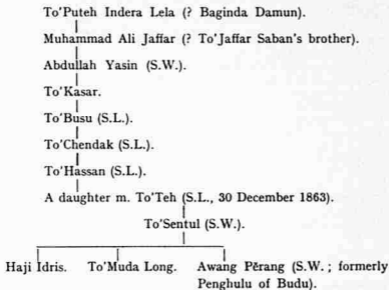 To'Puteh Indera Lela (? Baginda Damun).
Muhammad Ali Jaffar (? To'Jaffar Saban's brother).
Abdullah Yasin (S.W.).
To'Kasar.
To'Busu (S.L.).
To'Chendak (S.L.).
To'Hassan (S.L.).
A daughter m. To'Teh (S.L., 30 December 1863).
To'Sentul (S.W.).
Haji Idris. To'Muda Long. Awang Pĕrang (S.W.; formerly
Penghulu of Budu).